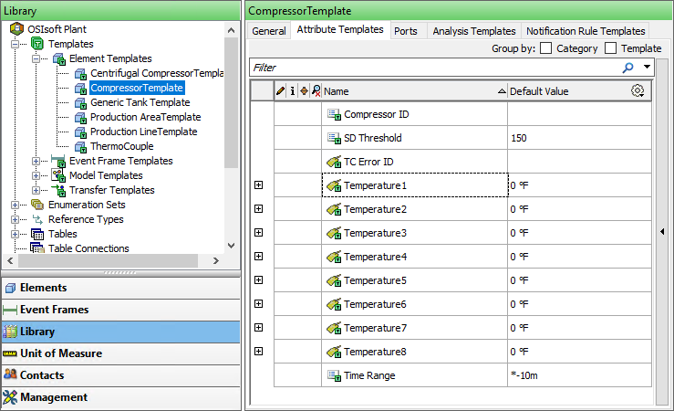 Library
OSIsoft Plant
Templates
Element Templates
Centrifugal CompressorTempla
CompressorTemplate
Generic Tank Template
Production AreaTemplate
Production LineTemplate
ThermoCouple
Event Frame Templates
Model Templates
Transfer Templates
Enumeration Sets
Reference Types
Tables
Table Connections
Elements
Event Frames
Library
Unit of Measure
Contacts
Management
CompressorTemplate
General Attribute Templates Ports Analysis Templates Notification Rule Templates
Group by: Category Template
Filter
Name Default Value
Compressor ID
SD Threshold 150
TC Error ID
Temperature1 0 °F
Temperature2 0 °F
Temperature3 0 °F
Temperature4 0 °F
Temperature5 0 °F
Temperature6 0 °F
Temperature7 0 °F
Temperature8 0 °F
Time Range *-10m